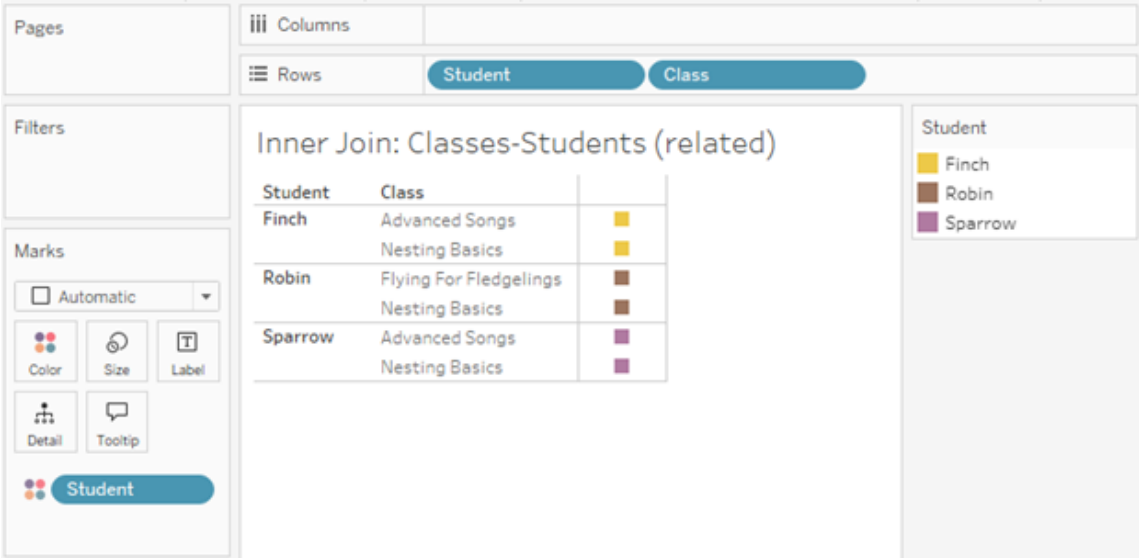 Pages
Columns
Rows
Student Class
Filters
Inner Join: Classes-Students (related)
Student Class
Finch Advanced Songs
Nesting Basics
Robin Flying For Fledgelings
Nesting Basics
Sparrow Advanced Songs
Nesting Basics
Student
Finch
Robin
Sparrow
Marks
Automatic
Color Size Label
Detail Tooltip
Student